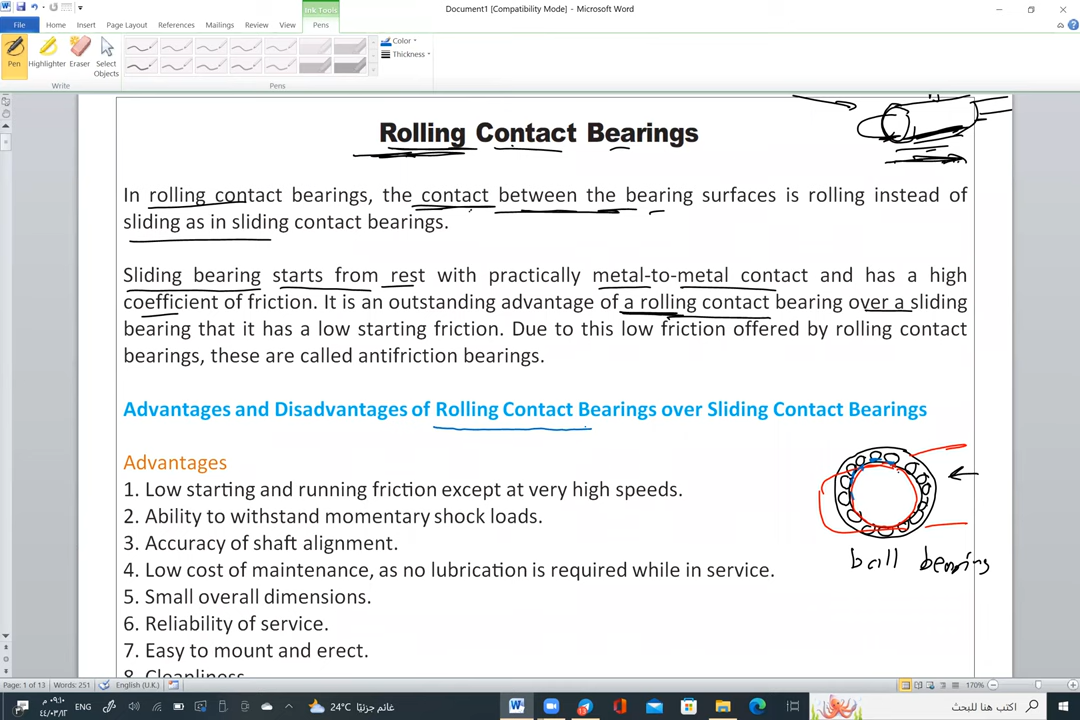 Document1 [Compatibility Mode] - Microsoft Word
Ink Tools
File Home Insert Page Layout References Mailings Review View Pens
Pen Highlighter Eraser Select Objects
Color
Thickness
Write Pens
Rolling Contact Bearings
In rolling contact bearings, the contact between the bearing surfaces is rolling instead of
sliding as in sliding contact bearings.
Sliding bearing starts from rest with practically metal-to-metal contact and has a high
coefficient of friction. It is an outstanding advantage of a rolling contact bearing over a sliding
bearing that it has a low starting friction. Due to this low friction offered by rolling contact
bearings, these are called antifriction bearings.
Advantages and Disadvantages of Rolling Contact Bearings over Sliding Contact Bearings
Advantages
1. Low starting and running friction except at very high speeds.
2. Ability to withstand momentary shock loads.
3. Accuracy of shaft alignment.
4. Low cost of maintenance, as no lubrication is required while in service.
ball bearing
5. Small overall dimensions.
6. Reliability of service.
7. Easy to mount and erect.
8. Cleanliness.
Page: 1 of 13 Words: 251 English (U.K.) 170%
ENG 24°C غائم جزئيًا اكتب هنا للبحث